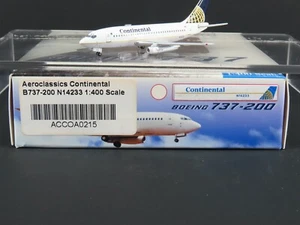 Continental
Aeroclassics Continental
B737-200 N14233 1:400 Scale
ACCOA0215
Continental
N14233
BOEING 737-200